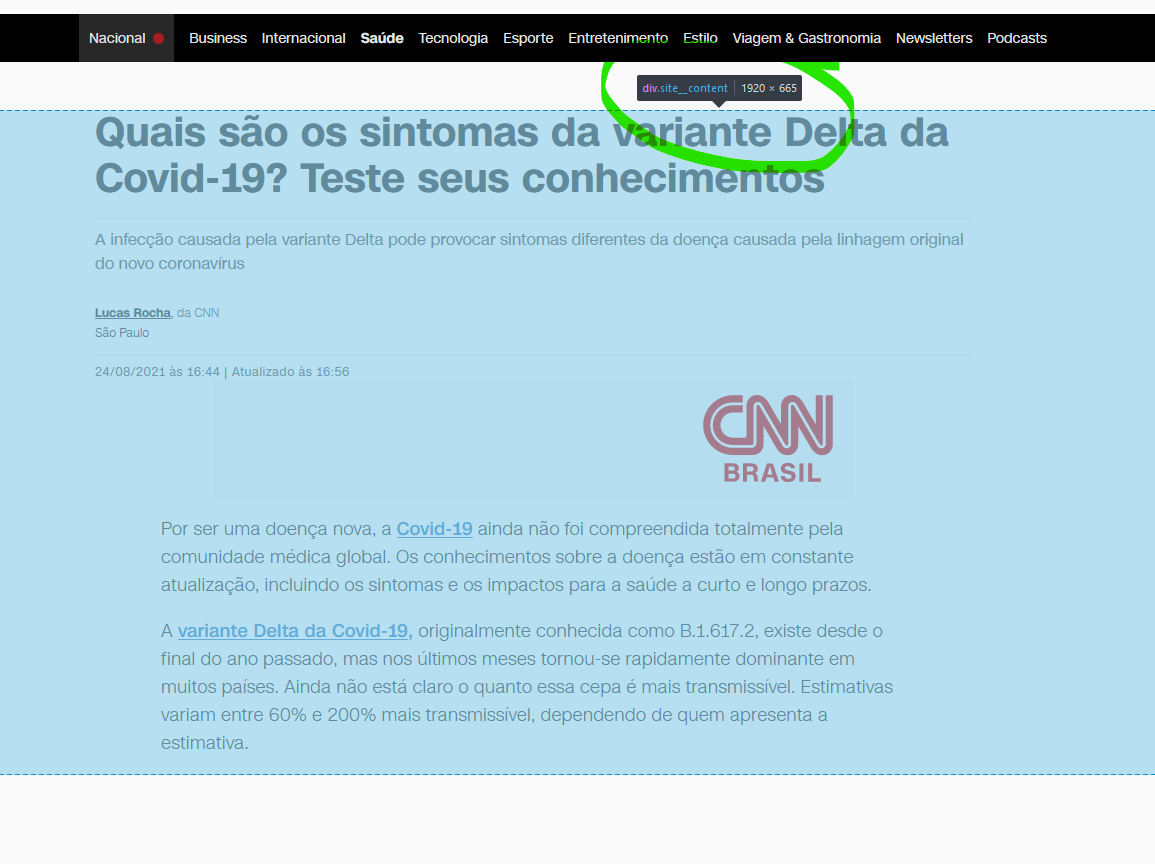 Nacional Business Internacional Saúde Tecnologia Esporte Entretenimento Estilo Viagem & Gastronomia Newsletters Podcasts
div.site__content 1920 × 665
Quais são os sintomas da variante Delta da
Covid-19? Teste seus conhecimentos
A infecção causada pela variante Delta pode provocar sintomas diferentes da doença causada pela linhagem original
do novo coronavírus
Lucas Rocha, da CNN
São Paulo
24/08/2021 às 16:44 | Atualizado às 16:56
CNN
BRASIL
Por ser uma doença nova, a Covid-19 ainda não foi compreendida totalmente pela
comunidade médica global. Os conhecimentos sobre a doença estão em constante
atualização, incluindo os sintomas e os impactos para a saúde a curto e longo prazos.
A variante Delta da Covid-19, originalmente conhecida como B.1.617.2, existe desde o
final do ano passado, mas nos últimos meses tornou-se rapidamente dominante em
muitos países. Ainda não está claro o quanto essa cepa é mais transmissível. Estimativas
variam entre 60% e 200% mais transmissível, dependendo de quem apresenta a
estimativa.